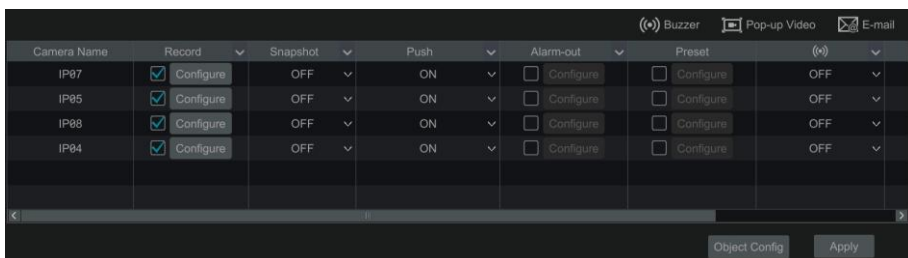 Buzzer Pop-up Video E-mail
Camera Name Record Snapshot Push Alarm-out Preset
IP07 Configure OFF ON Configure Configure OFF
IP05 Configure OFF ON Configure Configure OFF
IP08 Configure OFF ON Configure Configure OFF
IP04 Configure OFF ON Configure Configure OFF
Object Config Apply